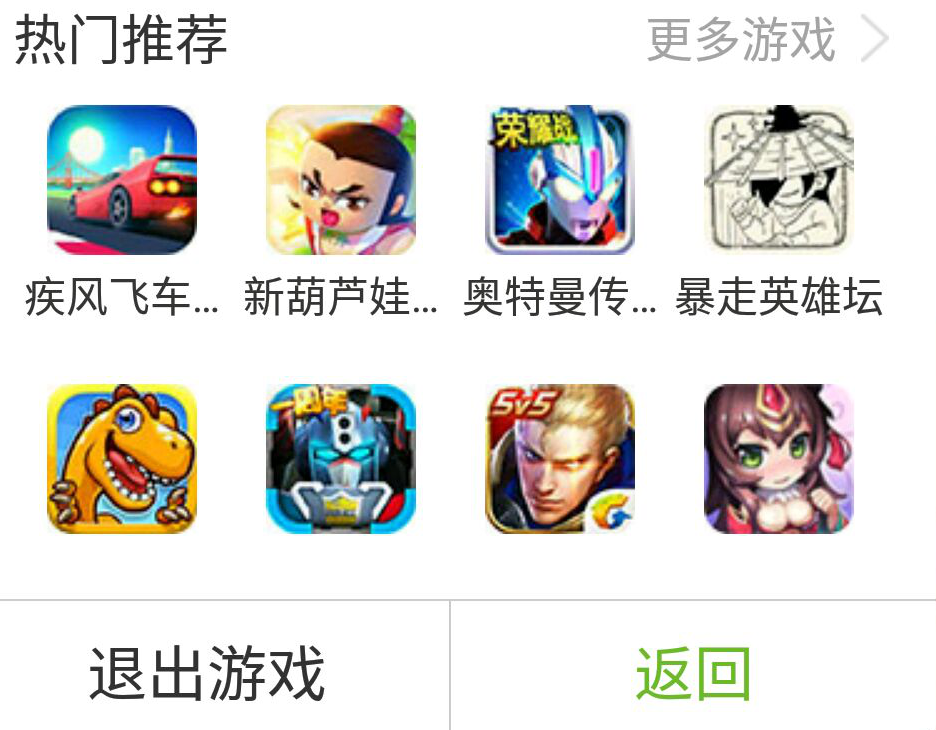 热门推荐 更多游戏
荣耀战
疾风飞车... 新葫芦娃... 奥特曼传... 暴走英雄坛
一周年 5v5
退出游戏 返回